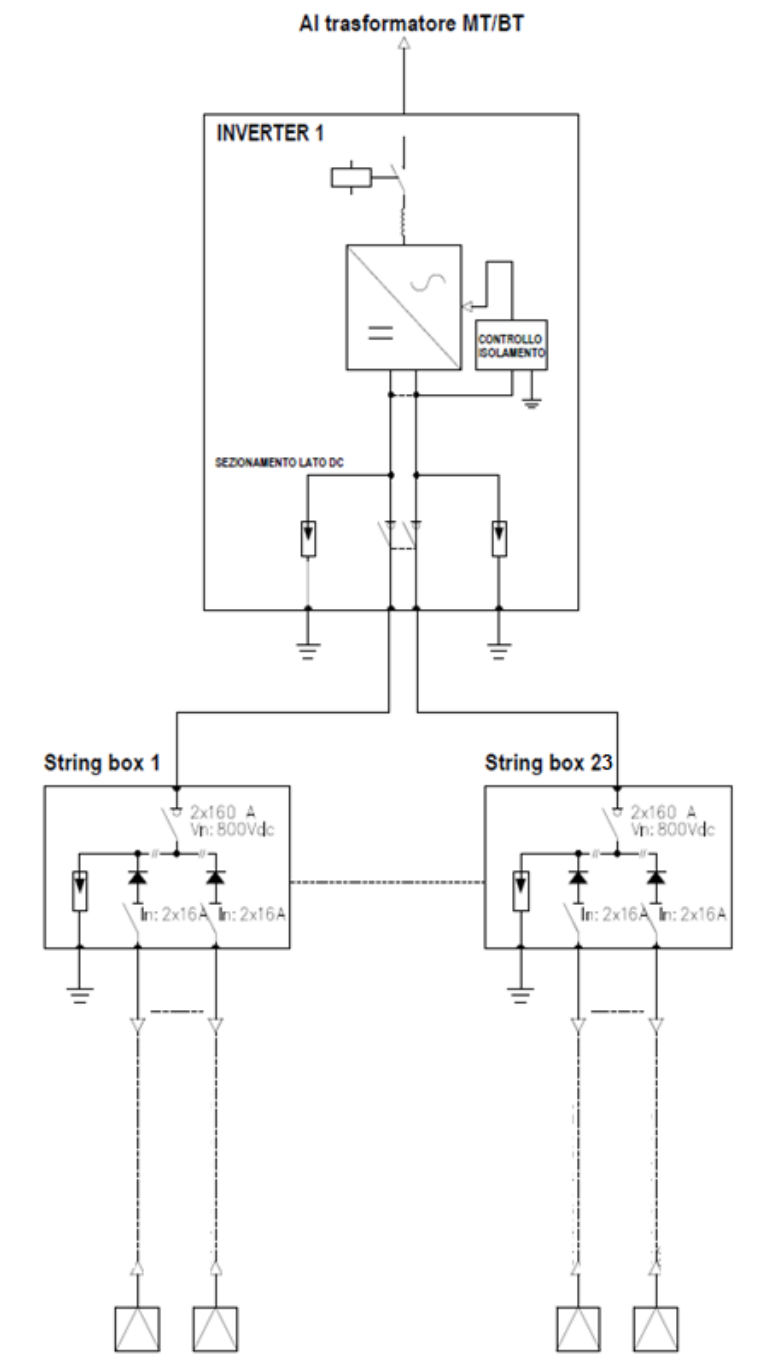 Al trasformatore MT/BT
INVERTER 1
CONTROLLO
ISOLAMENTO
SEZIONAMENTO LATO DC
String box 1
String box 23
2x160 A
Vn: 800Vdc
2x160 A
Vn: 800Vdc
In: 2x16A
In: 2x16A
In: 2x16A
In: 2x16A